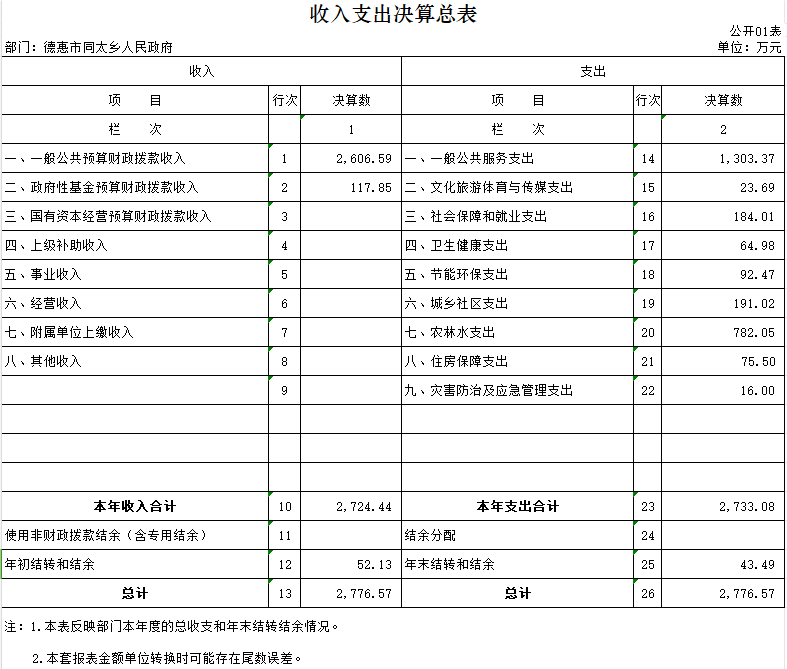 收入支出决算总表
公开01表
部门：德惠市同太乡人民政府 单位：万元
收入 支出
项 目 行次 决算数 项 目 行次 决算数
栏 次 1 栏 次 2
一、一般公共预算财政拨款收入 1 2,606.59 一、一般公共服务支出 14 1,303.37
二、政府性基金预算财政拨款收入 2 117.85 二、文化旅游体育与传媒支出 15 23.69
三、国有资本经营预算财政拨款收入 3 三、社会保障和就业支出 16 184.01
四、上级补助收入 4 四、卫生健康支出 17 64.98
五、事业收入 5 五、节能环保支出 18 92.47
六、经营收入 6 六、城乡社区支出 19 191.02
七、附属单位上缴收入 7 七、农林水支出 20 782.05
八、其他收入 8 八、住房保障支出 21 75.50
9 九、灾害防治及应急管理支出 22 16.00
本年收入合计 10 2,724.44 本年支出合计 23 2,733.08
使用非财政拨款结余（含专用结余） 11 结余分配 24
年初结转和结余 12 52.13 年末结转和结余 25 43.49
总计 13 2,776.57 总计 26 2,776.57
注：1.本表反映部门本年度的总收支和年末结转结余情况。
2.本套报表金额单位转换时可能存在尾数误差。